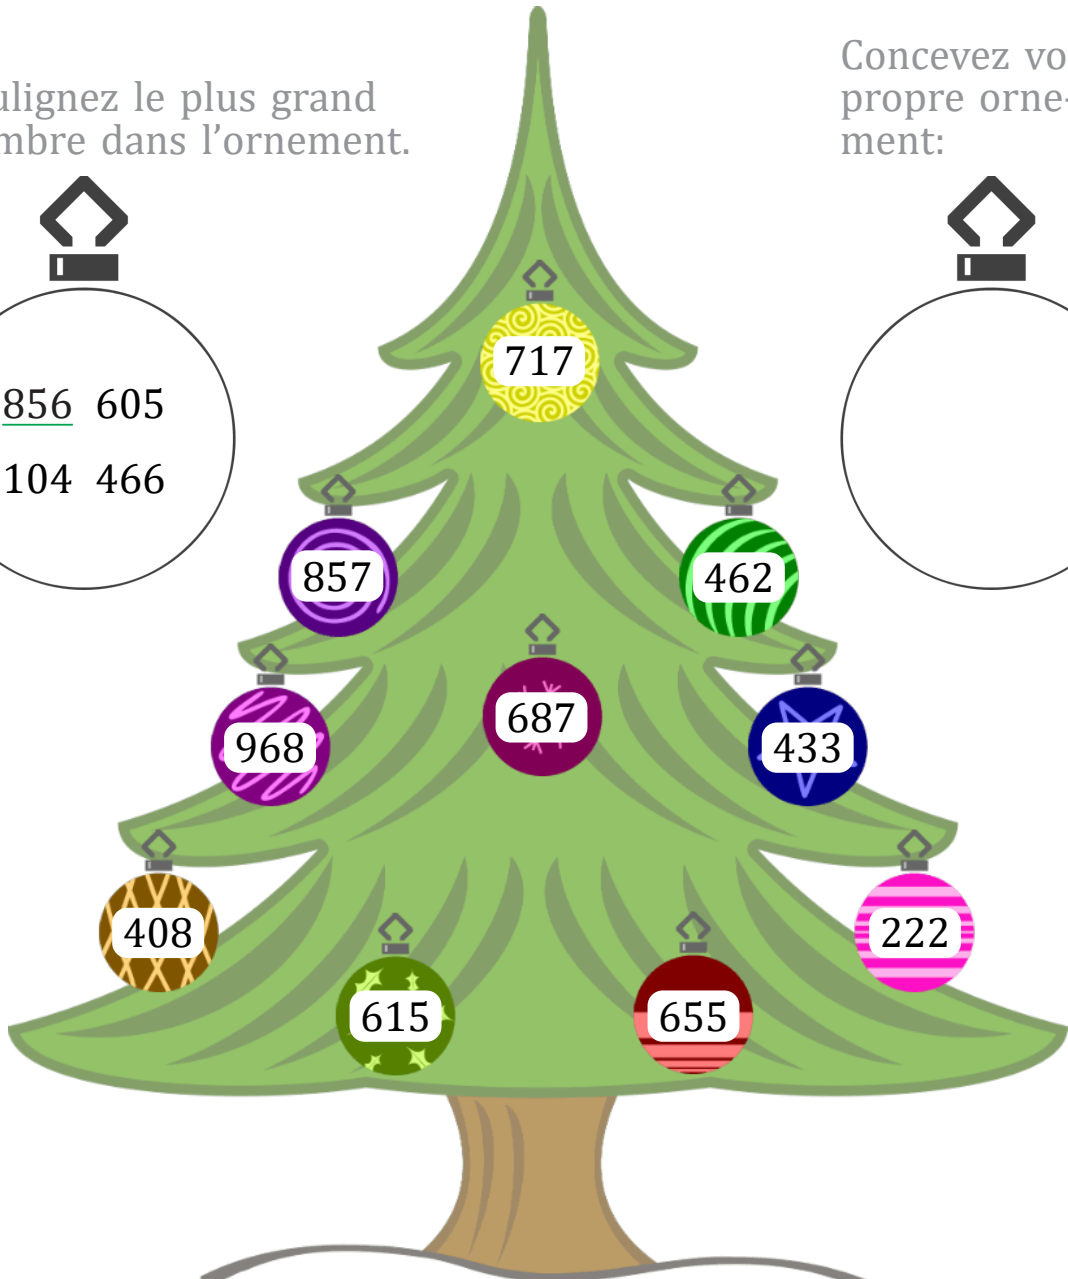 ulignez le plus grand
mbre dans l'ornement.
Concevez vo
propre orne-
ment:
856 605
104 466
717
857
462
968
687
433
408
222
615
655